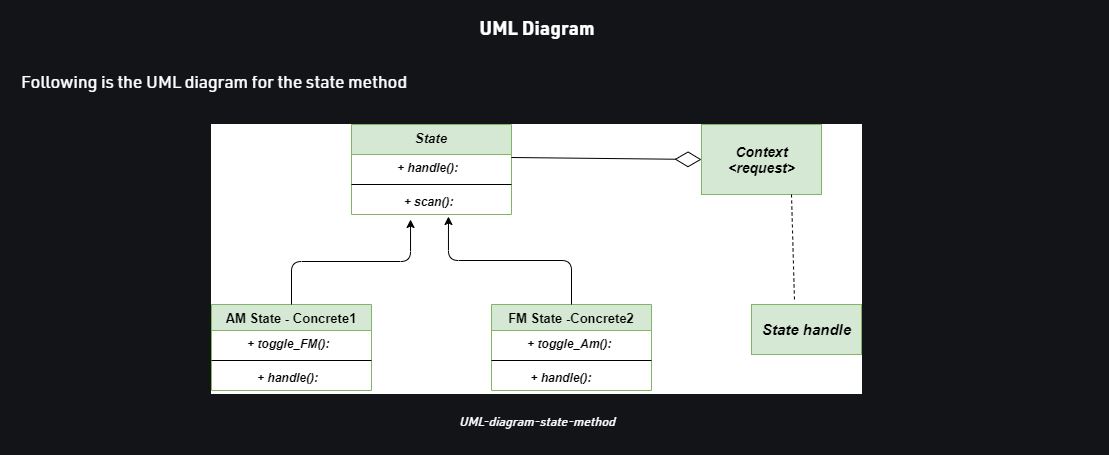 UML Diagram
Following is the UML diagram for the state method
State
+ handle():
+ scan():
Context
<request>
AM State - Concrete1
+ toggle_FM():
+ handle():
FM State -Concrete2
+ toggle_Am():
+ handle():
State handle
UML-diagram-state-method